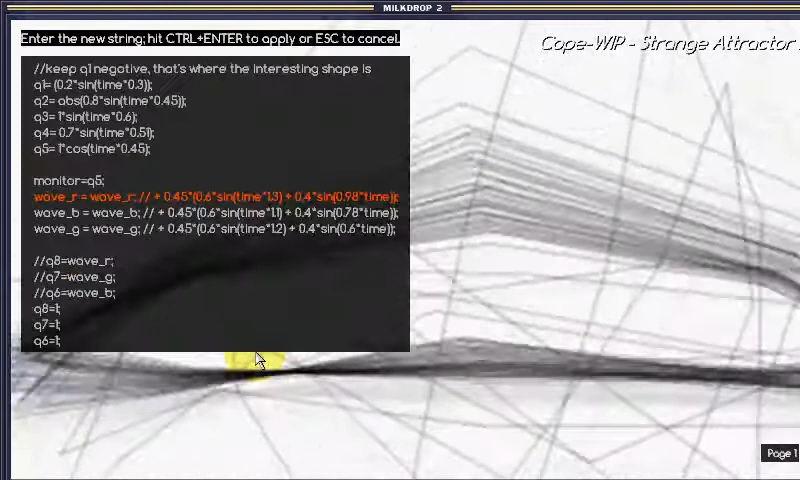 MILKDROP 2
Enter the new string; hit CTRL+ENTER to apply or ESC to cancel.
Cope-WIP - Strange Attractor
//keep q1 negative, that's where the interesting shape is
q1= (0.2*sin(time*0.3));
q2= abs(0.8*sin(time*0.45));
q3= 1*sin(time*0.6);
q4= 0.7*sin(time*0.51);
q5= 1*cos(time*0.45);
monitor=q5;
wave_r = wave_r; // + 0.45*(0.6*sin(time*1.3) + 0.4*sin(0.98*time));
wave_b = wave_b; // + 0.45*(0.6*sin(time*1.1) + 0.4*sin(0.78*time));
wave_g = wave_g; // + 0.45*(0.6*sin(time*1.2) + 0.4*sin(0.6*time));
//q8=wave_r;
//q7=wave_g;
//q6=wave_b;
q8=1;
q7=1;
q6=1;
Page 1